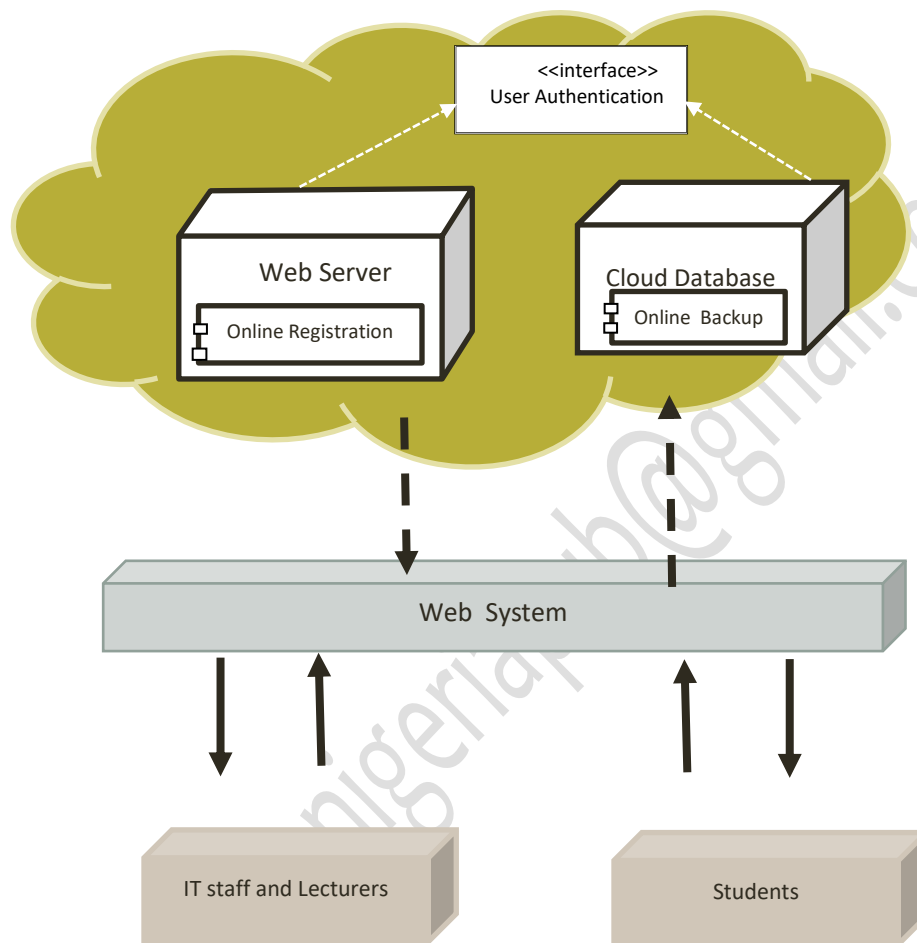 <<interface>>
User Authentication
Web Server
Online Registration
Cloud Database
Online Backup
Web System
IT staff and Lecturers
Students